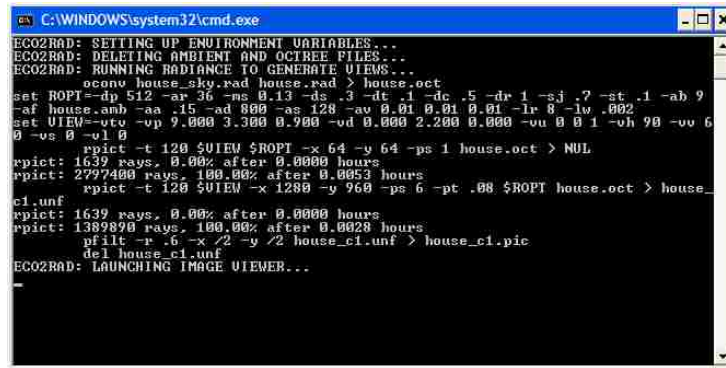 C:\WINDOWS\system32\cmd.exe
ECO2RAD: SETTING UP ENVIRONMENT VARIABLES...
ECO2RAD: DELETING AMBIENT AND OCTREE FILES...
ECO2RAD: RUNNING RADIANCE TO GENERATE VIEWS...
oconv house_sky.rad house.rad > house.oct
set ROPT=-dp 512 -ar 36 -ms 0.13 -ds .3 -dt .1 -dc .5 -dr 1 -sj .7 -st .1 -ab 9
-af house.amb -aa .15 -ad 800 -as 128 -av 0.01 0.01 0.01 -lr 8 -lw .002
set VIEW=-vtv -vp 9.000 3.300 0.900 -vd 0.000 2.200 0.000 -vu 0 0 1 -vh 90 -vv 6
0 -vs 0 -vl 0
rpict -t 120 $VIEW $ROPT -x 64 -y 64 -ps 1 house.oct > NUL
rpict: 1639 rays, 0.00% after 0.0000 hours
rpict: 2797400 rays, 100.00% after 0.0053 hours
rpict -t 120 $VIEW -x 1280 -y 960 -ps 6 -pt .08 $ROPT house.oct > house_
c1.unf
rpict: 1639 rays, 0.00% after 0.0000 hours
rpict: 1389890 rays, 100.00% after 0.0028 hours
pfilt -r .6 -x /2 -y /2 house_c1.unf > house_c1.pic
del house_c1.unf
ECO2RAD: LAUNCHING IMAGE VIEWER...